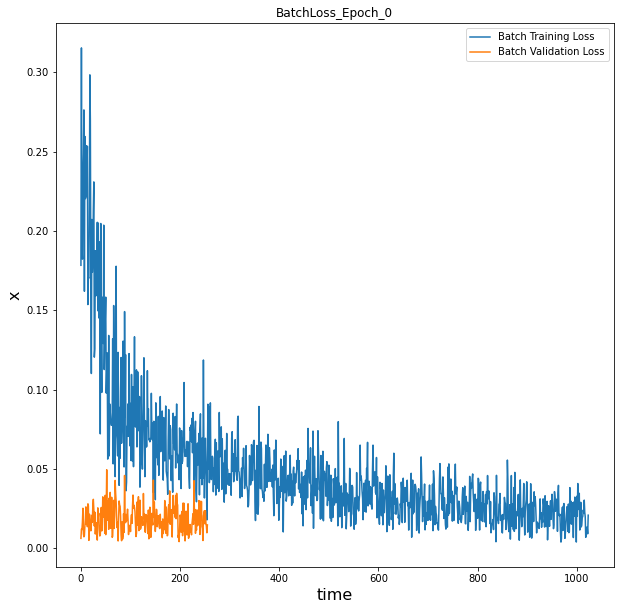 BatchLoss_Epoch_0
Batch Training Loss
Batch Validation Loss
0.30
0.25
0.20
0.15
0.10
0.05
0.00
x
0
200
400
600
800
1000
time